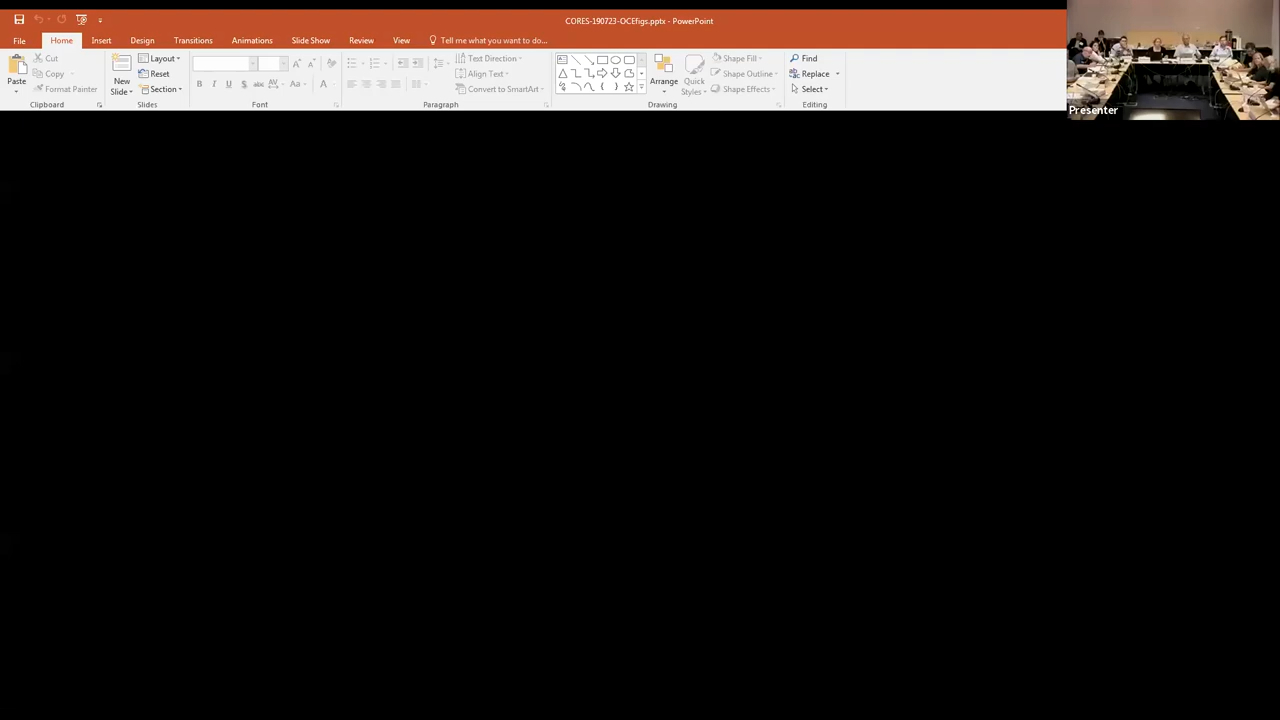 CORES-190723-OCEfigs.pptx - PowerPoint
File Home Insert Design Transitions Animations Slide Show Review View Tell me what you want to do...
Paste
Cut
Copy
Format Painter
Clipboard
New
Slide
Layout
Reset
Section
Slides
B I U S abc AV Aa A
Font
Text Direction
Align Text
Convert to SmartArt
Paragraph
Arrange
Quick
Styles
Shape Fill
Shape Outline
Shape Effects
Drawing
Find
Replace
Select
Editing
Presenter